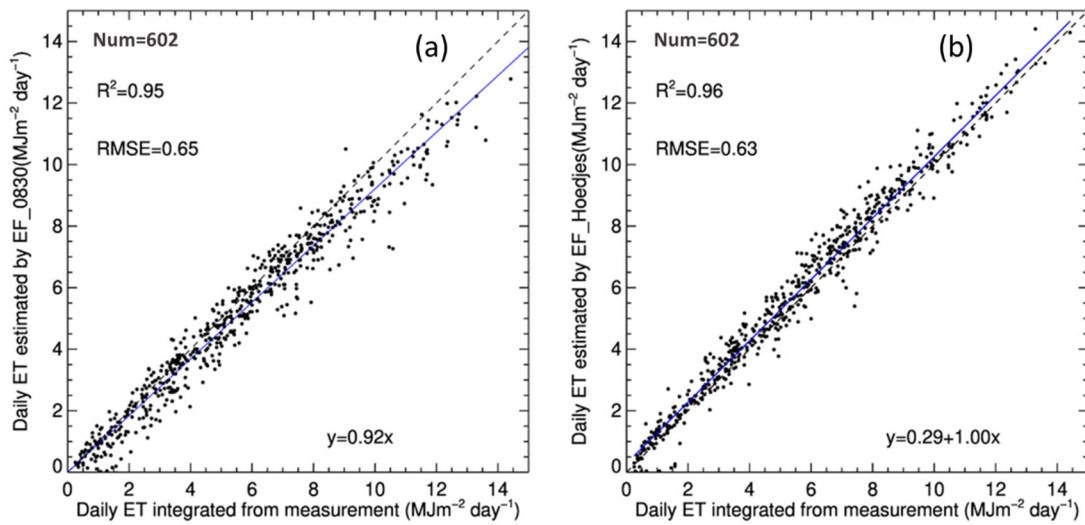 Num=602
(a)
R²=0.95
RMSE=0.65
y=0.92x
Daily ET estimated by EF_0830(MJm⁻² day⁻¹)
14
12
10
8
6
4
2
0
0 2 4 6 8 10 12 14
Daily ET integrated from measurement (MJm⁻² day⁻¹)
Num=602
(b)
R²=0.96
RMSE=0.63
y=0.29+1.00x
Daily ET estimated by EF_Hoedjes(MJm⁻² day⁻¹)
14
12
10
8
6
4
2
0
0 2 4 6 8 10 12 14
Daily ET integrated from measurement (MJm⁻² day⁻¹)